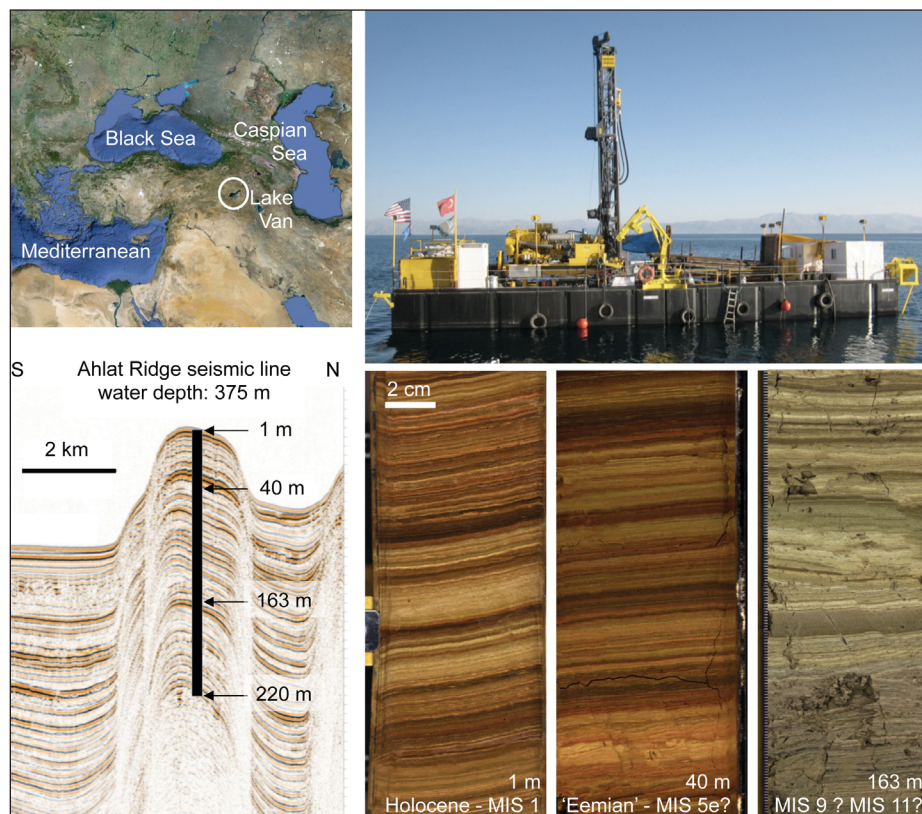 Black Sea
Caspian
Sea
Lake
Van
Mediterranean
S
Ahlat Ridge seismic line
N
water depth: 375 m
2 km
1 m
40 m
163 m
220 m
2 cm
1 m
Holocene - MIS 1
40 m
'Eemian' - MIS 5e?
163 m
MIS 9 ? MIS 11?